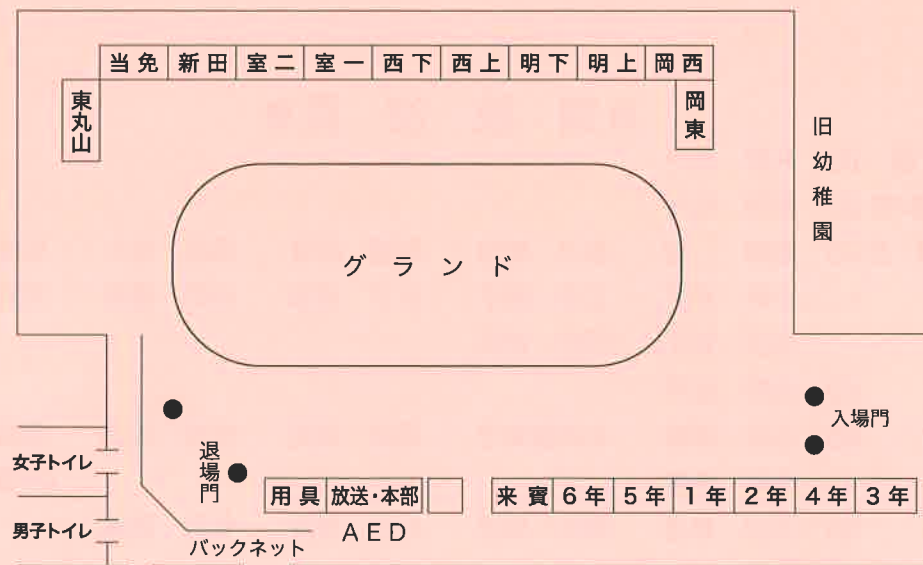 当免 新田 室二 室一 西下 西上 明下 明上 岡西
東丸山
岡東
旧幼稚園
グランド
入場門
退場門
女子トイレ
男子トイレ
用具 放送・本部
来賓 6年 5年 1年 2年 4年 3年
AED
バックネット